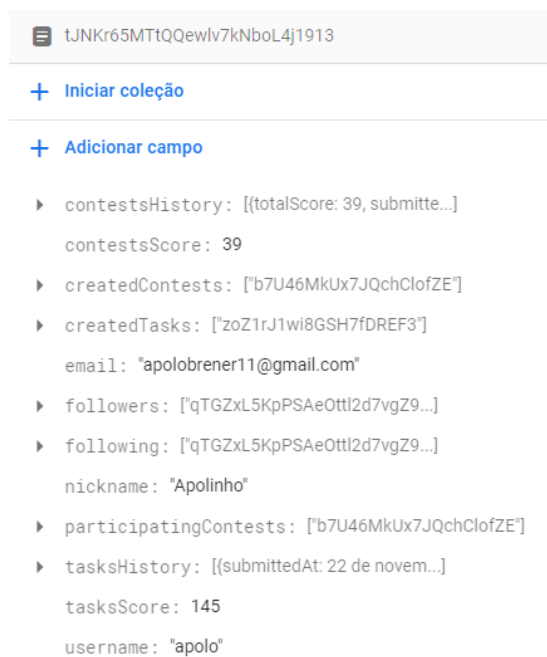 tJNKr65MTtQQewlv7kNboL4j1913
Iniciar coleção
Adicionar campo
contestsHistory: [{totalScore: 39, submitte...]
contestsScore: 39
createdContests: ["b7U46MkUx7JQchClofZE"]
createdTasks: ["zoZ1rJ1wi8GSH7fDREF3"]
email: "apolobrener11@gmail.com"
followers: ["qTGZxL5KpPSAeOttl2d7vgZ9...]
following: ["qTGZxL5KpPSAeOttl2d7vgZ9...]
nickname: "Apolinho"
participatingContests: ["b7U46MkUx7JQchClofZE"]
tasksHistory: [{submittedAt: 22 de novem...]
tasksScore: 145
username: "apolo"